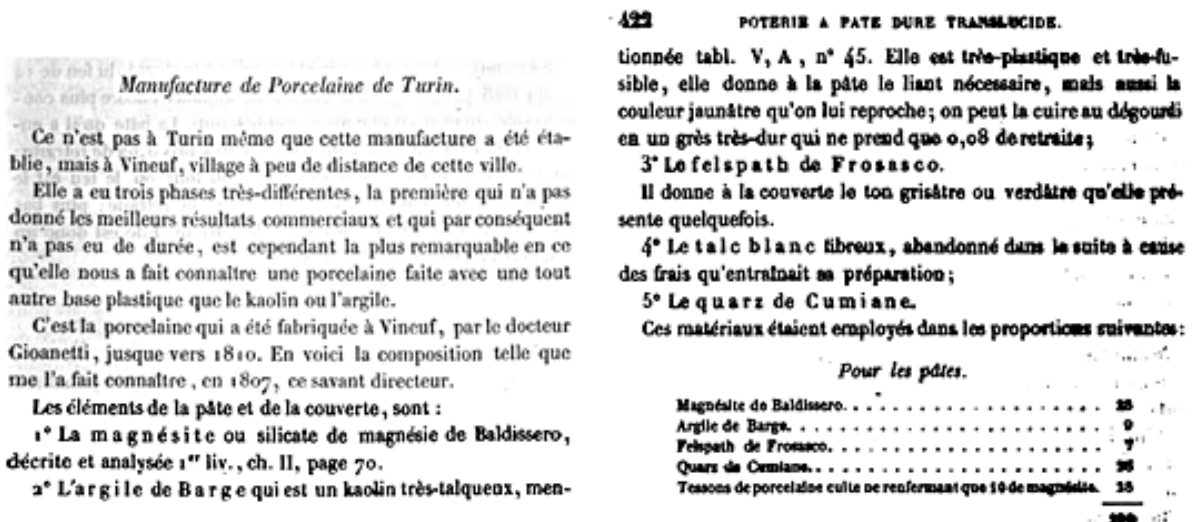 Manufacture de Porcelaine de Turin.
Ce n'est pas à Turin même que cette manufacture a été éta-
blie, mais à Vineuf, village à peu de distance de cette ville.
Elle a eu trois phases très-différentes, la première qui n'a pas
donné les meilleurs résultats commerciaux et qui par conséquent
n'a pas eu de durée, est cependant la plus remarquable en ce
qu'elle nous a fait connaître une porcelaine faite avec une tout
autre base plastique que le kaolin ou l'argile.
C'est la porcelaine qui a été fabriquée à Vineuf, par le docteur
Gioanetti, jusque vers 1810. En voici la composition telle que
me l'a fait connaître, en 1807, ce savant directeur.
Les éléments de la pâte et de la couverte, sont :
1° La magnésite ou silicate de magnésie de Baldissero,
décrite et analysée 1er liv., ch. II, page 70.
2° L'argile de Barge qui est un kaolin très-talqueux, men-
422 POTERIE A PATE DURE TRANSLUCIDE.
tionnée tabl. V, A, n° 45. Elle est très-plastique et très-fu-
sible, elle donne à la pâte le liant nécessaire, mais aussi la
couleur jaunâtre qu'on lui reproche; on peut la cuire au dégourdi
en un grès très-dur qui ne prend que 0,08 de retraite;
3° Le felspath de Frossasco.
Il donne à la couverte le ton grisâtre ou verdâtre qu'elle pré-
sente quelquefois.
4° Le talc blanc fibreux, abandonné dans la suite à cause
des frais qu'entraînait sa préparation;
5° Le quarz de Cumiane.
Ces matériaux étaient employés dans les proportions suivantes:
Pour les pâtes.
Magnésite de Baldissero.
Argile de Barge. 9
Felspath de Frossasco. 7
Quarz de Cumiane.
Tessons de porcelaine cuite ne renfermant que 10 de magnésite.